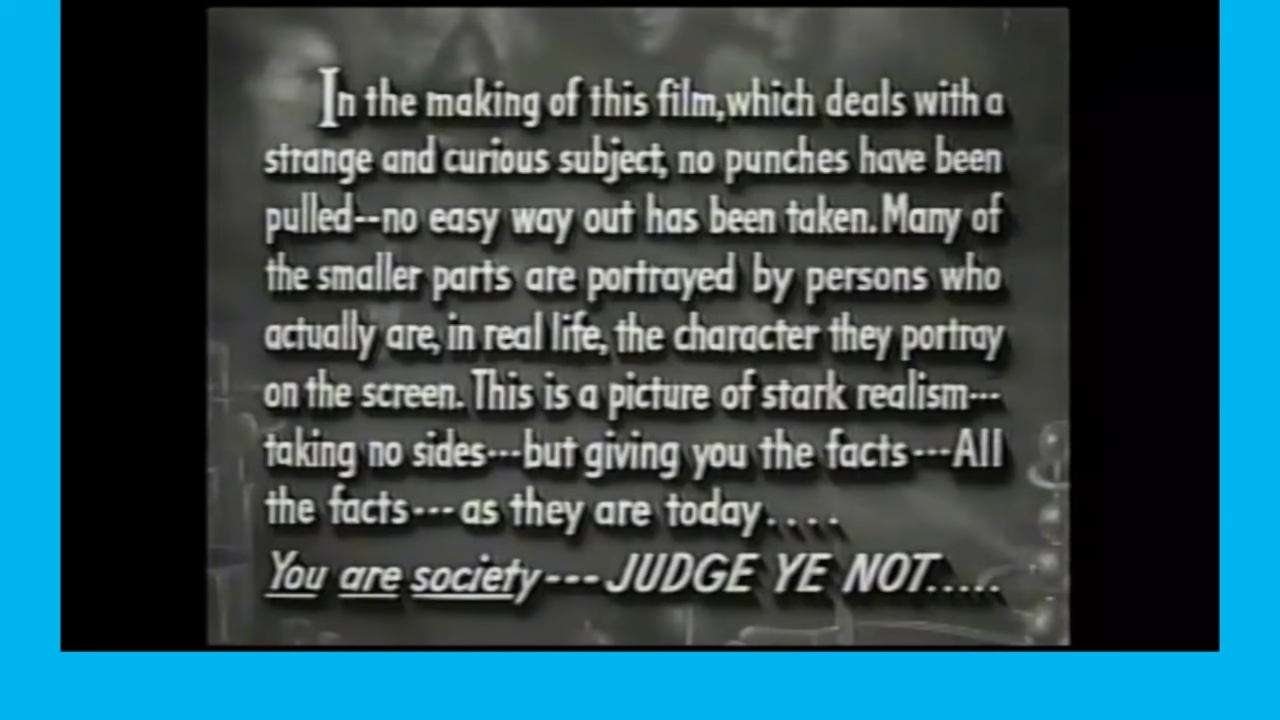 In the making of this film,which deals with a
strange and curious subject, no punches have been
pulled--no easy way out has been taken. Many of
the smaller parts are portrayed by persons who
actually are, in real life, the character they portray
on the screen. This is a picture of stark realism---
taking no sides---but giving you the facts---All
the facts---as they are today....
You are society---JUDGE YE NOT.....